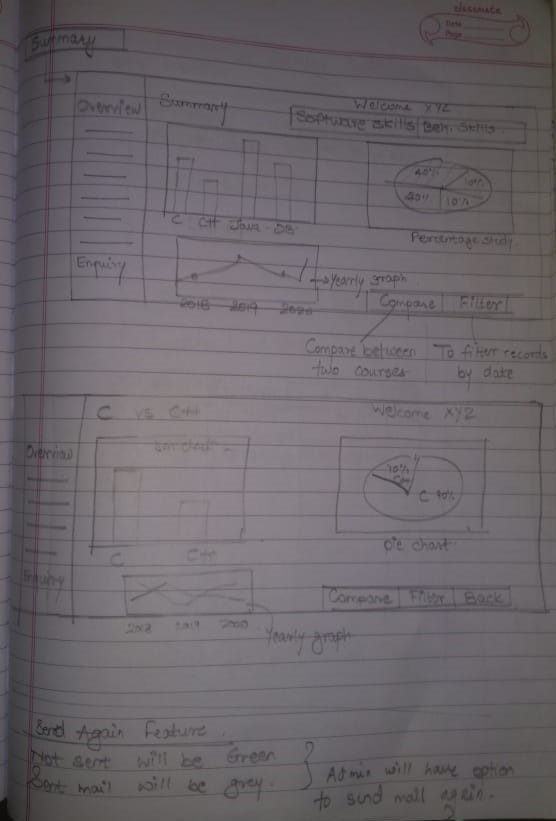 classmate
Date
Page
Summary
Overview
Summary
Welcome XYZ
Software Skills Beh. Skills
C C++ Java DB
20% 10%
20% 10%
Percentage study.
Enquiry
→ Yearly graph
2018 2019 2020
Compare Filter
Compare between
two courses
To filter records
by date
C vs C++
Welcome XYZ
Overview
bar chart
10%
C++
C 90%
C C++
pie chart
Enquiry
Compare Filter Back
2018 2019 2020
Yearly graph
Send Again Feature.
Not sent will be Green
Sent mail will be grey.
Admin will have option
to send mail again.